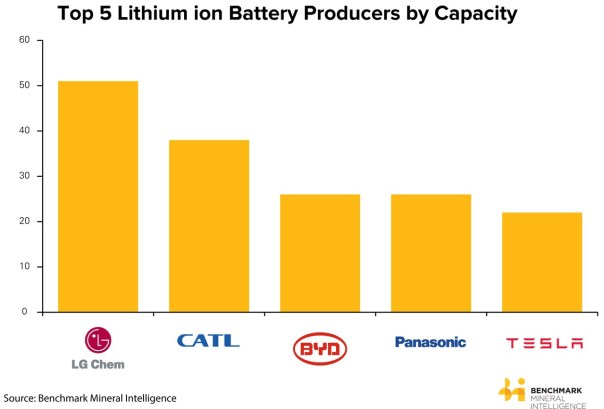 Top 5 Lithium ion Battery Producers by Capacity
60
50
40
30
20
10
0
LG
LG Chem
CATL
BYD
Panasonic
TESLA
Source: Benchmark Mineral Intelligence
BENCHMARK
MINERAL
INTELLIGENCE